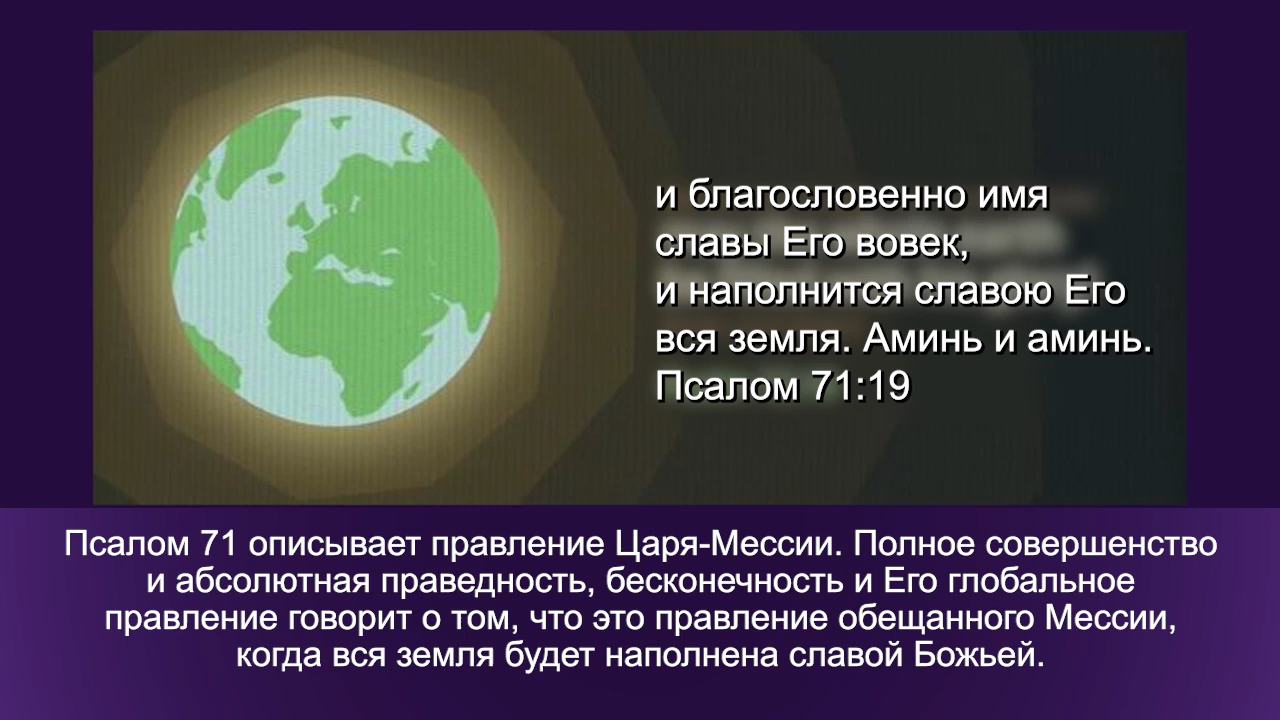 и благословенно имя
славы Его вовек,
и наполнится славою Его
вся земля. Аминь и аминь.
Псалом 71:19
Псалом 71 описывает правление Царя-Мессии. Полное совершенство
и абсолютная праведность, бесконечность и Его глобальное
правление говорит о том, что это правление обещанного Мессии,
когда вся земля будет наполнена славой Божьей.